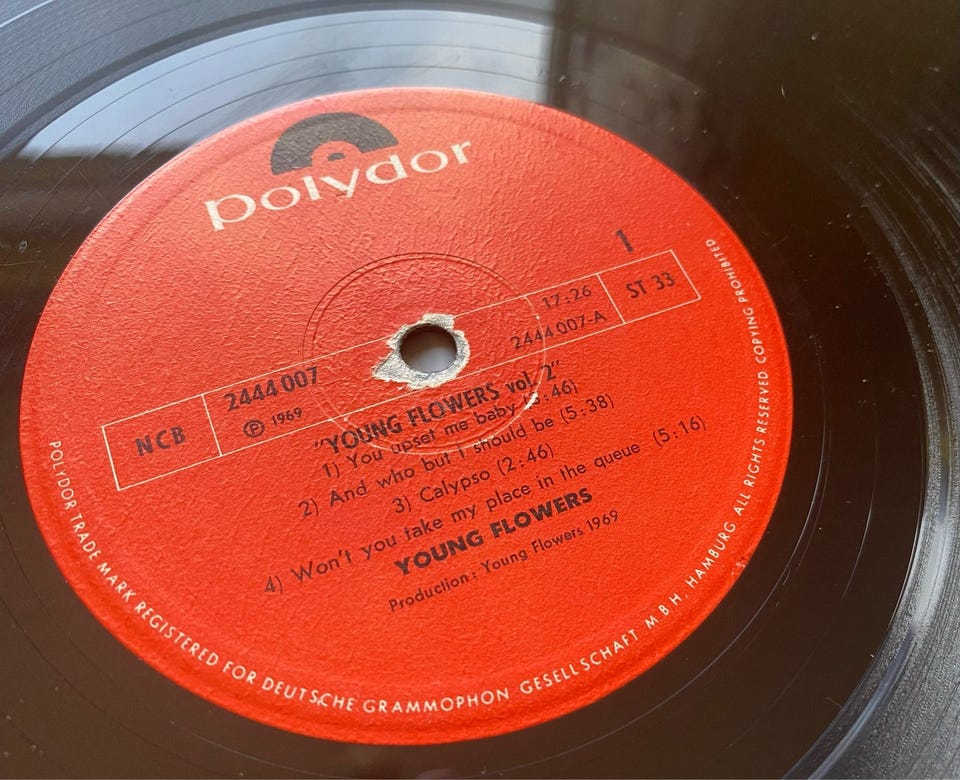 polydor
1
17:26
ST 33
2444 007
2444 007-A
NCB
Ⓟ 1969
"YOUNG FLOWERS vol. 2"
1) You upset me baby :46)
2) And who but I should be (5:38)
3) Calypso (2:46)
4) Won't you take my place in the queue (5:16)
YOUNG FLOWERS
Production: Young Flowers 1969
POLYDOR TRADE MARK REGISTERED FOR DEUTSCHE GRAMMOPHON GESELLSCHAFT M B H. HAMBURG ALL RIGHTS RESERVED COPYING PROHIBITED